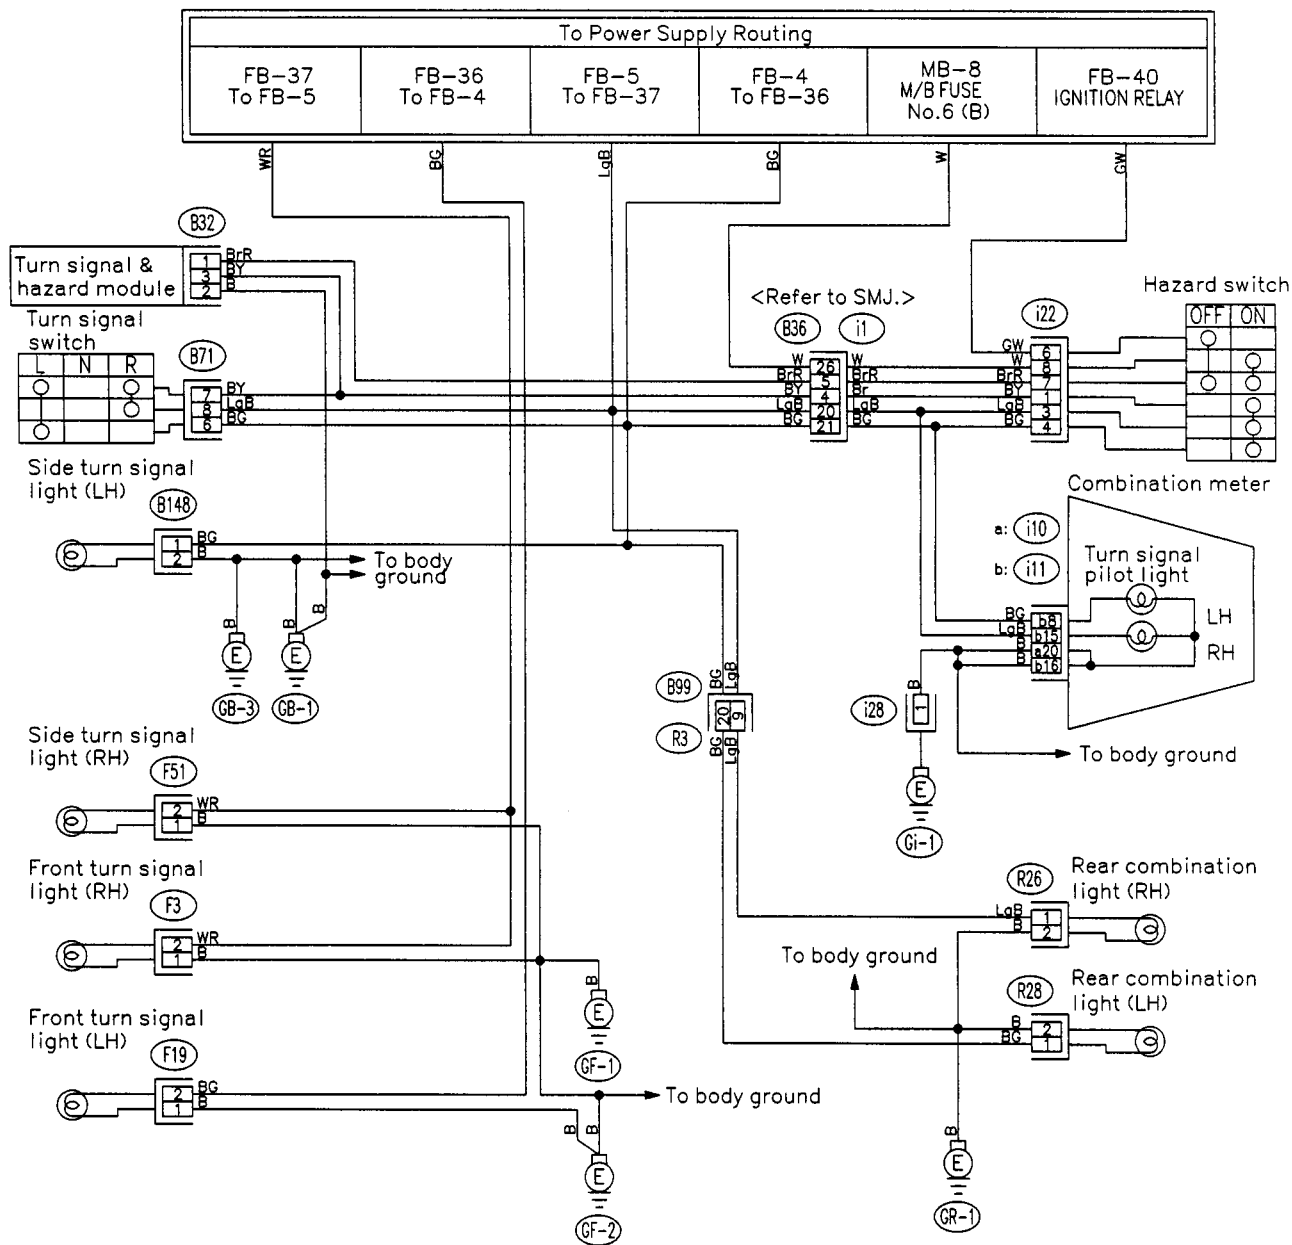 To Power Supply Routing
FB-37
To FB-5
FB-36
To FB-4
FB-5
To FB-37
FB-4
To FB-36
MB-8
M/B FUSE
No.6 (B)
FB-40
IGNITION RELAY
WR
BG
LgB
BG
W
GW
B32
Turn signal &
hazard module
1
3
2
BrR
BY
B
Turn signal
switch
L N R
B71
7
8
6
BY
LgB
BG
<Refer to SMJ.>
B36
i1
W
BrR
BY
LgB
BG
26
5
4
20
21
W
BrR
Br
LgB
BG
i22
GW
W
BrR
BY
LgB
BG
6
8
7
1
3
4
Hazard switch
OFF ON
Side turn signal
light (LH)
B148
1
2
BG
B
To body
ground
B
B
B
E
E
GB-3
GB-1
Combination meter
a: i10
b: i11
Turn signal
pilot light
LH
RH
BG
LgB
B
B
b8
b15
a20
b16
B
i28
1
E
Gi-1
To body ground
BG
LgB
B99
20
9
R3
BG
LgB
Side turn signal
light (RH)
F51
2
1
WR
B
Front turn signal
light (RH)
F3
2
1
WR
B
B
E
GF-1
Front turn signal
light (LH)
F19
2
1
BG
B
To body ground
B
B
E
GF-2
R26
Rear combination
light (RH)
LgB
B
1
2
To body ground
R28
Rear combination
light (LH)
B
BG
2
1
B
E
GR-1